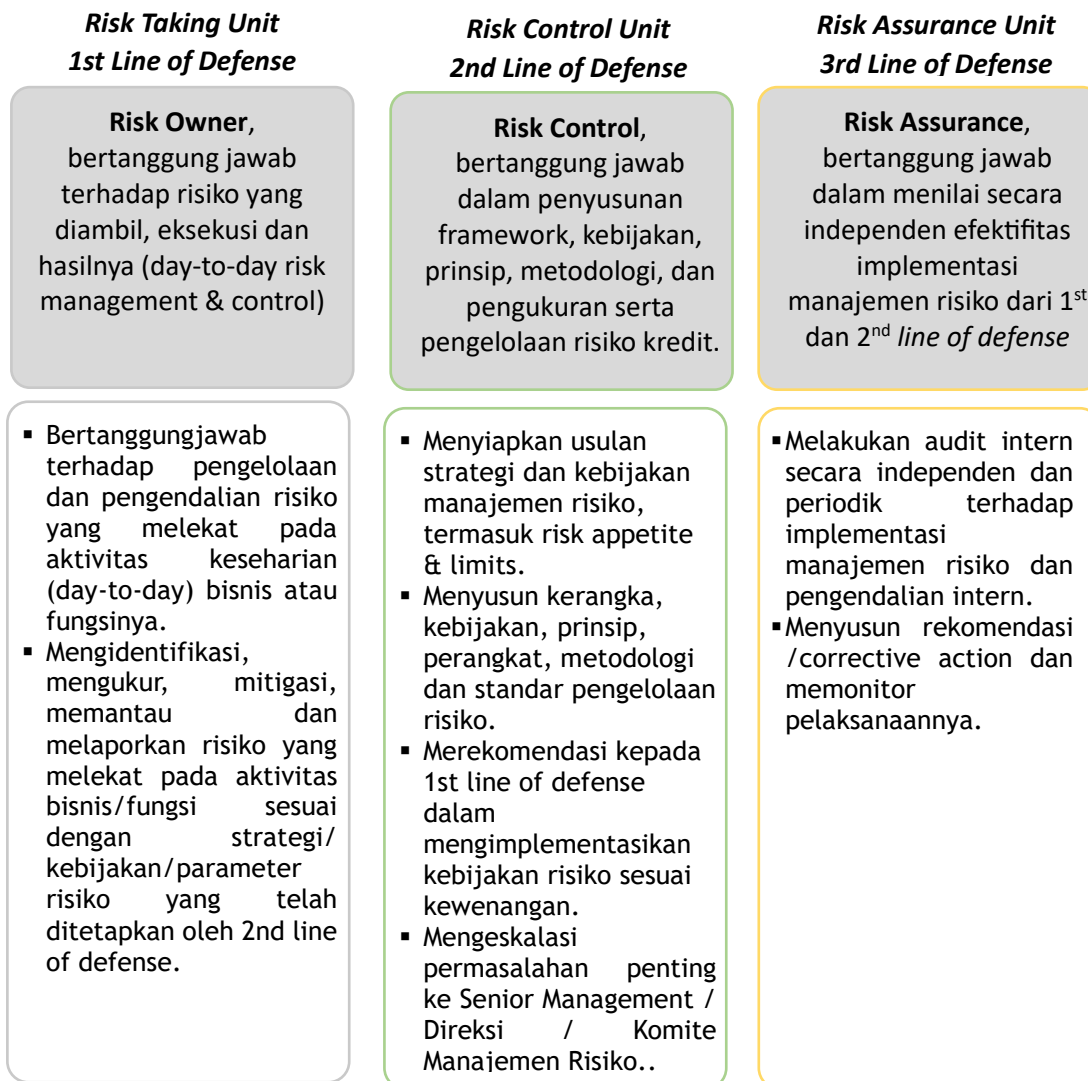 Risk Taking Unit
1st Line of Defense
Risk Owner,
bertanggung jawab
terhadap risiko yang
diambil, eksekusi dan
hasilnya (day-to-day risk
management & control)
▪ Bertanggungjawab
terhadap pengelolaan
dan pengendalian risiko
yang melekat pada
aktivitas keseharian
(day-to-day) bisnis atau
fungsinya.
▪ Mengidentifikasi,
mengukur, mitigasi,
memantau dan
melaporkan risiko yang
melekat pada aktivitas
bisnis/fungsi sesuai
dengan strategi/
kebijakan/parameter
risiko yang telah
ditetapkan oleh 2nd line
of defense.
Risk Control Unit
2nd Line of Defense
Risk Control,
bertanggung jawab
dalam penyusunan
framework, kebijakan,
prinsip, metodologi, dan
pengukuran serta
pengelolaan risiko kredit.
▪ Menyiapkan usulan
strategi dan kebijakan
manajemen risiko,
termasuk risk appetite
& limits.
▪ Menyusun kerangka,
kebijakan, prinsip,
perangkat, metodologi
dan standar pengelolaan
risiko.
▪ Merekomendasi kepada
1st line of defense
dalam
mengimplementasikan
kebijakan risiko sesuai
kewenangan.
▪ Mengeskalasi
permasalahan penting
ke Senior Management /
Direksi / Komite
Manajemen Risiko..
Risk Assurance Unit
3rd Line of Defense
Risk Assurance,
bertanggung jawab
dalam menilai secara
independen efektifitas
implementasi
manajemen risiko dari 1st
dan 2nd line of defense
▪Melakukan audit intern
secara independen dan
periodik terhadap
implementasi
manajemen risiko dan
pengendalian intern.
▪Menyusun rekomendasi
/corrective action dan
memonitor
pelaksanaannya.